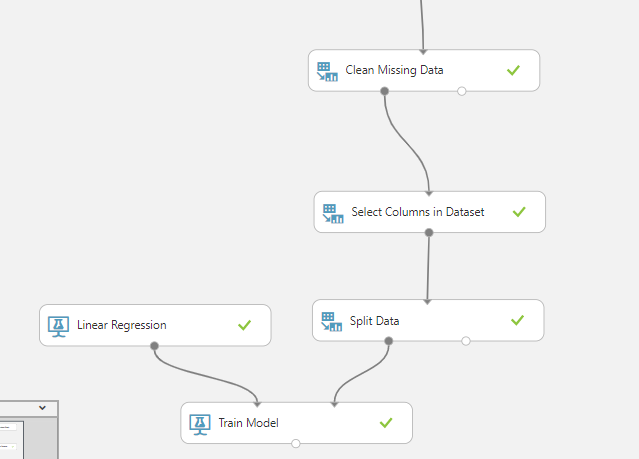 Clean Missing Data
Select Columns in Dataset
Linear Regression
Split Data
Train Model